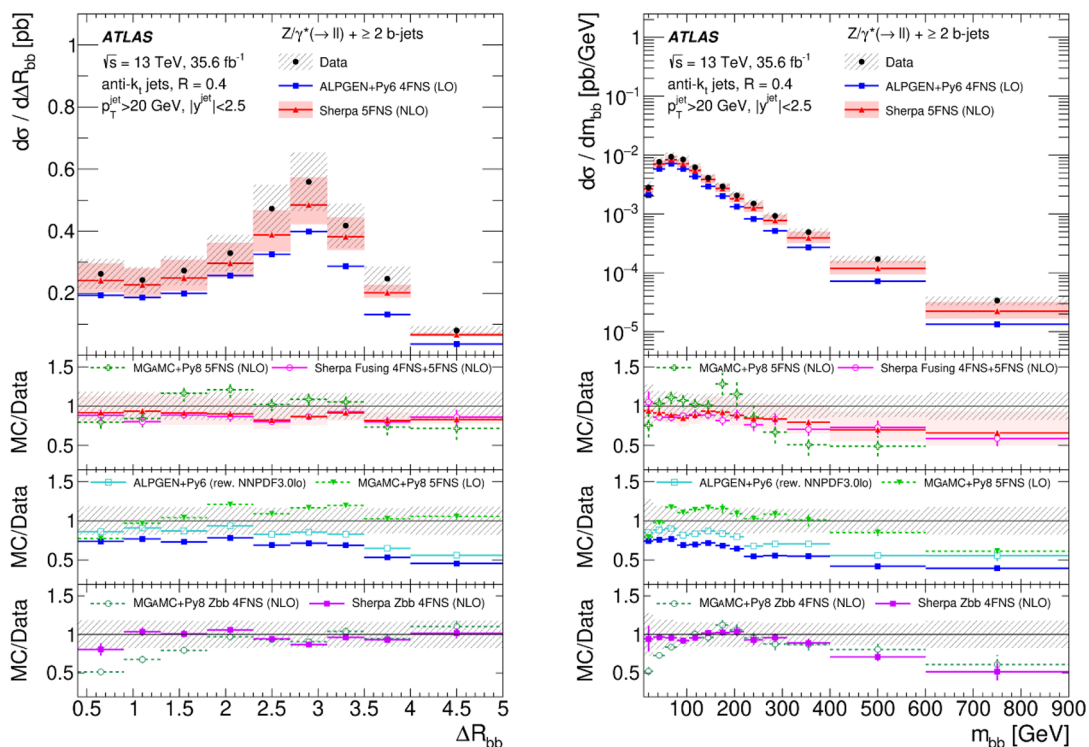 dσ / dΔR_bb [pb]
ATLAS
Z/γ*(→ ll) + ≥ 2 b-jets
√s = 13 TeV, 35.6 fb⁻¹
Data
anti-k_t jets, R = 0.4
ALPGEN+Py6 4FNS (LO)
p_T^jet>20 GeV, |y^jet|<2.5
Sherpa 5FNS (NLO)
1
0.8
0.6
0.4
0.2
MC/Data
MGAMC+Py8 5FNS (NLO)
Sherpa Fusing 4FNS+5FNS (NLO)
1.5
1
0.5
MC/Data
ALPGEN+Py6 (rew. NNPDF3.0lo)
MGAMC+Py8 5FNS (LO)
1.5
1
0.5
MC/Data
MGAMC+Py8 Zbb 4FNS (NLO)
Sherpa Zbb 4FNS (NLO)
1.5
1
0.5
0.5 1 1.5 2 2.5 3 3.5 4 4.5 5
ΔR_bb
dσ / dm_bb [pb/GeV]
ATLAS
Z/γ*(→ ll) + ≥ 2 b-jets
√s = 13 TeV, 35.6 fb⁻¹
Data
anti-k_t jets, R = 0.4
ALPGEN+Py6 4FNS (LO)
p_T^jet>20 GeV, |y^jet|<2.5
Sherpa 5FNS (NLO)
1
10⁻¹
10⁻²
10⁻³
10⁻⁴
10⁻⁵
MC/Data
MGAMC+Py8 5FNS (NLO)
Sherpa Fusing 4FNS+5FNS (NLO)
1.5
1
0.5
MC/Data
ALPGEN+Py6 (rew. NNPDF3.0lo)
MGAMC+Py8 5FNS (LO)
1.5
1
0.5
MC/Data
MGAMC+Py8 Zbb 4FNS (NLO)
Sherpa Zbb 4FNS (NLO)
1.5
1
0.5
100 200 300 400 500 600 700 800 900
m_bb [GeV]